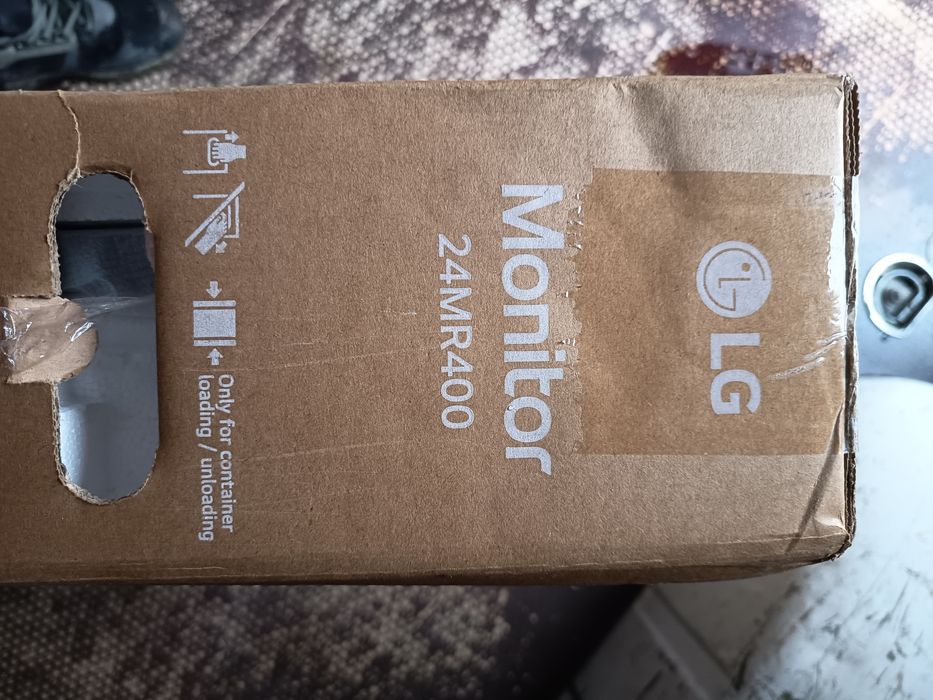 LG
Monitor
24MR400
Only for container
loading / unloading